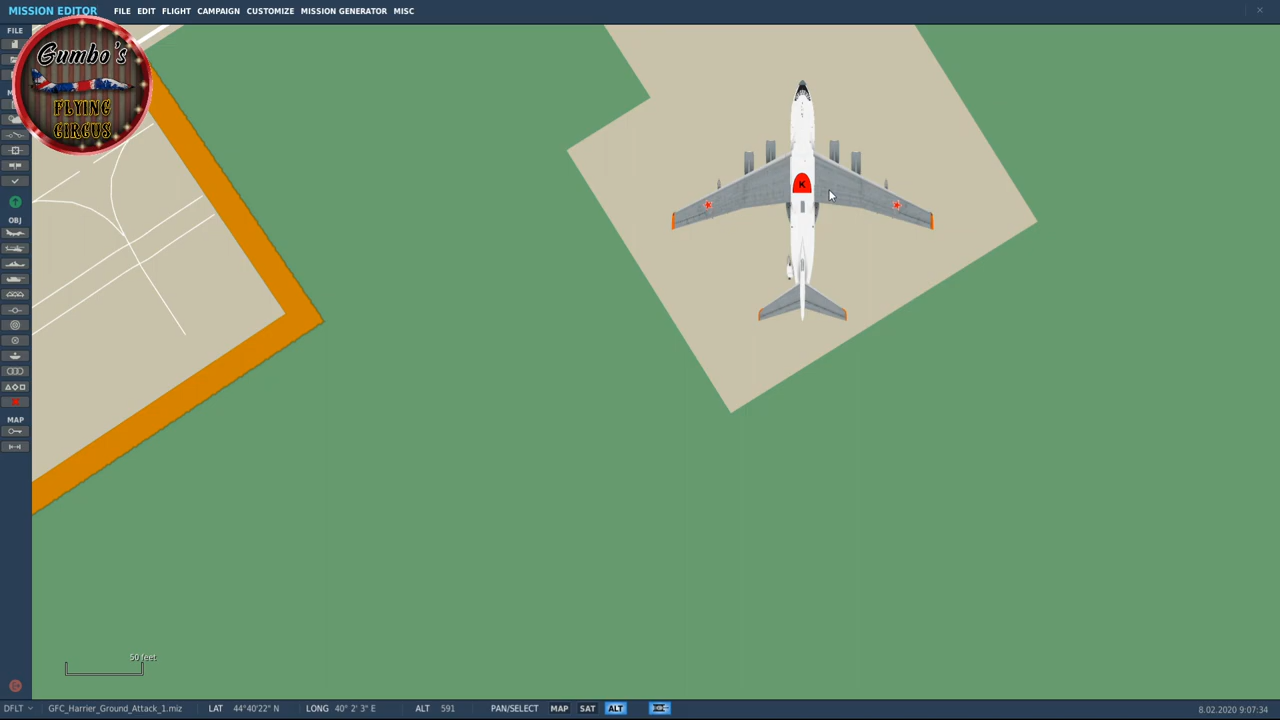 MISSION EDITOR FILE EDIT FLIGHT CAMPAIGN CUSTOMIZE MISSION GENERATOR MISC
FILE
Gumbo's
FLYING
CIRCUS
OBJ
MAP
K
50 feet
DFLT GFC_Harrier_Ground_Attack_1.miz LAT 44°40'22" N LONG 40° 2' 3" E ALT 591 PAN/SELECT MAP SAT ALT 8.02.2020 9:07:34